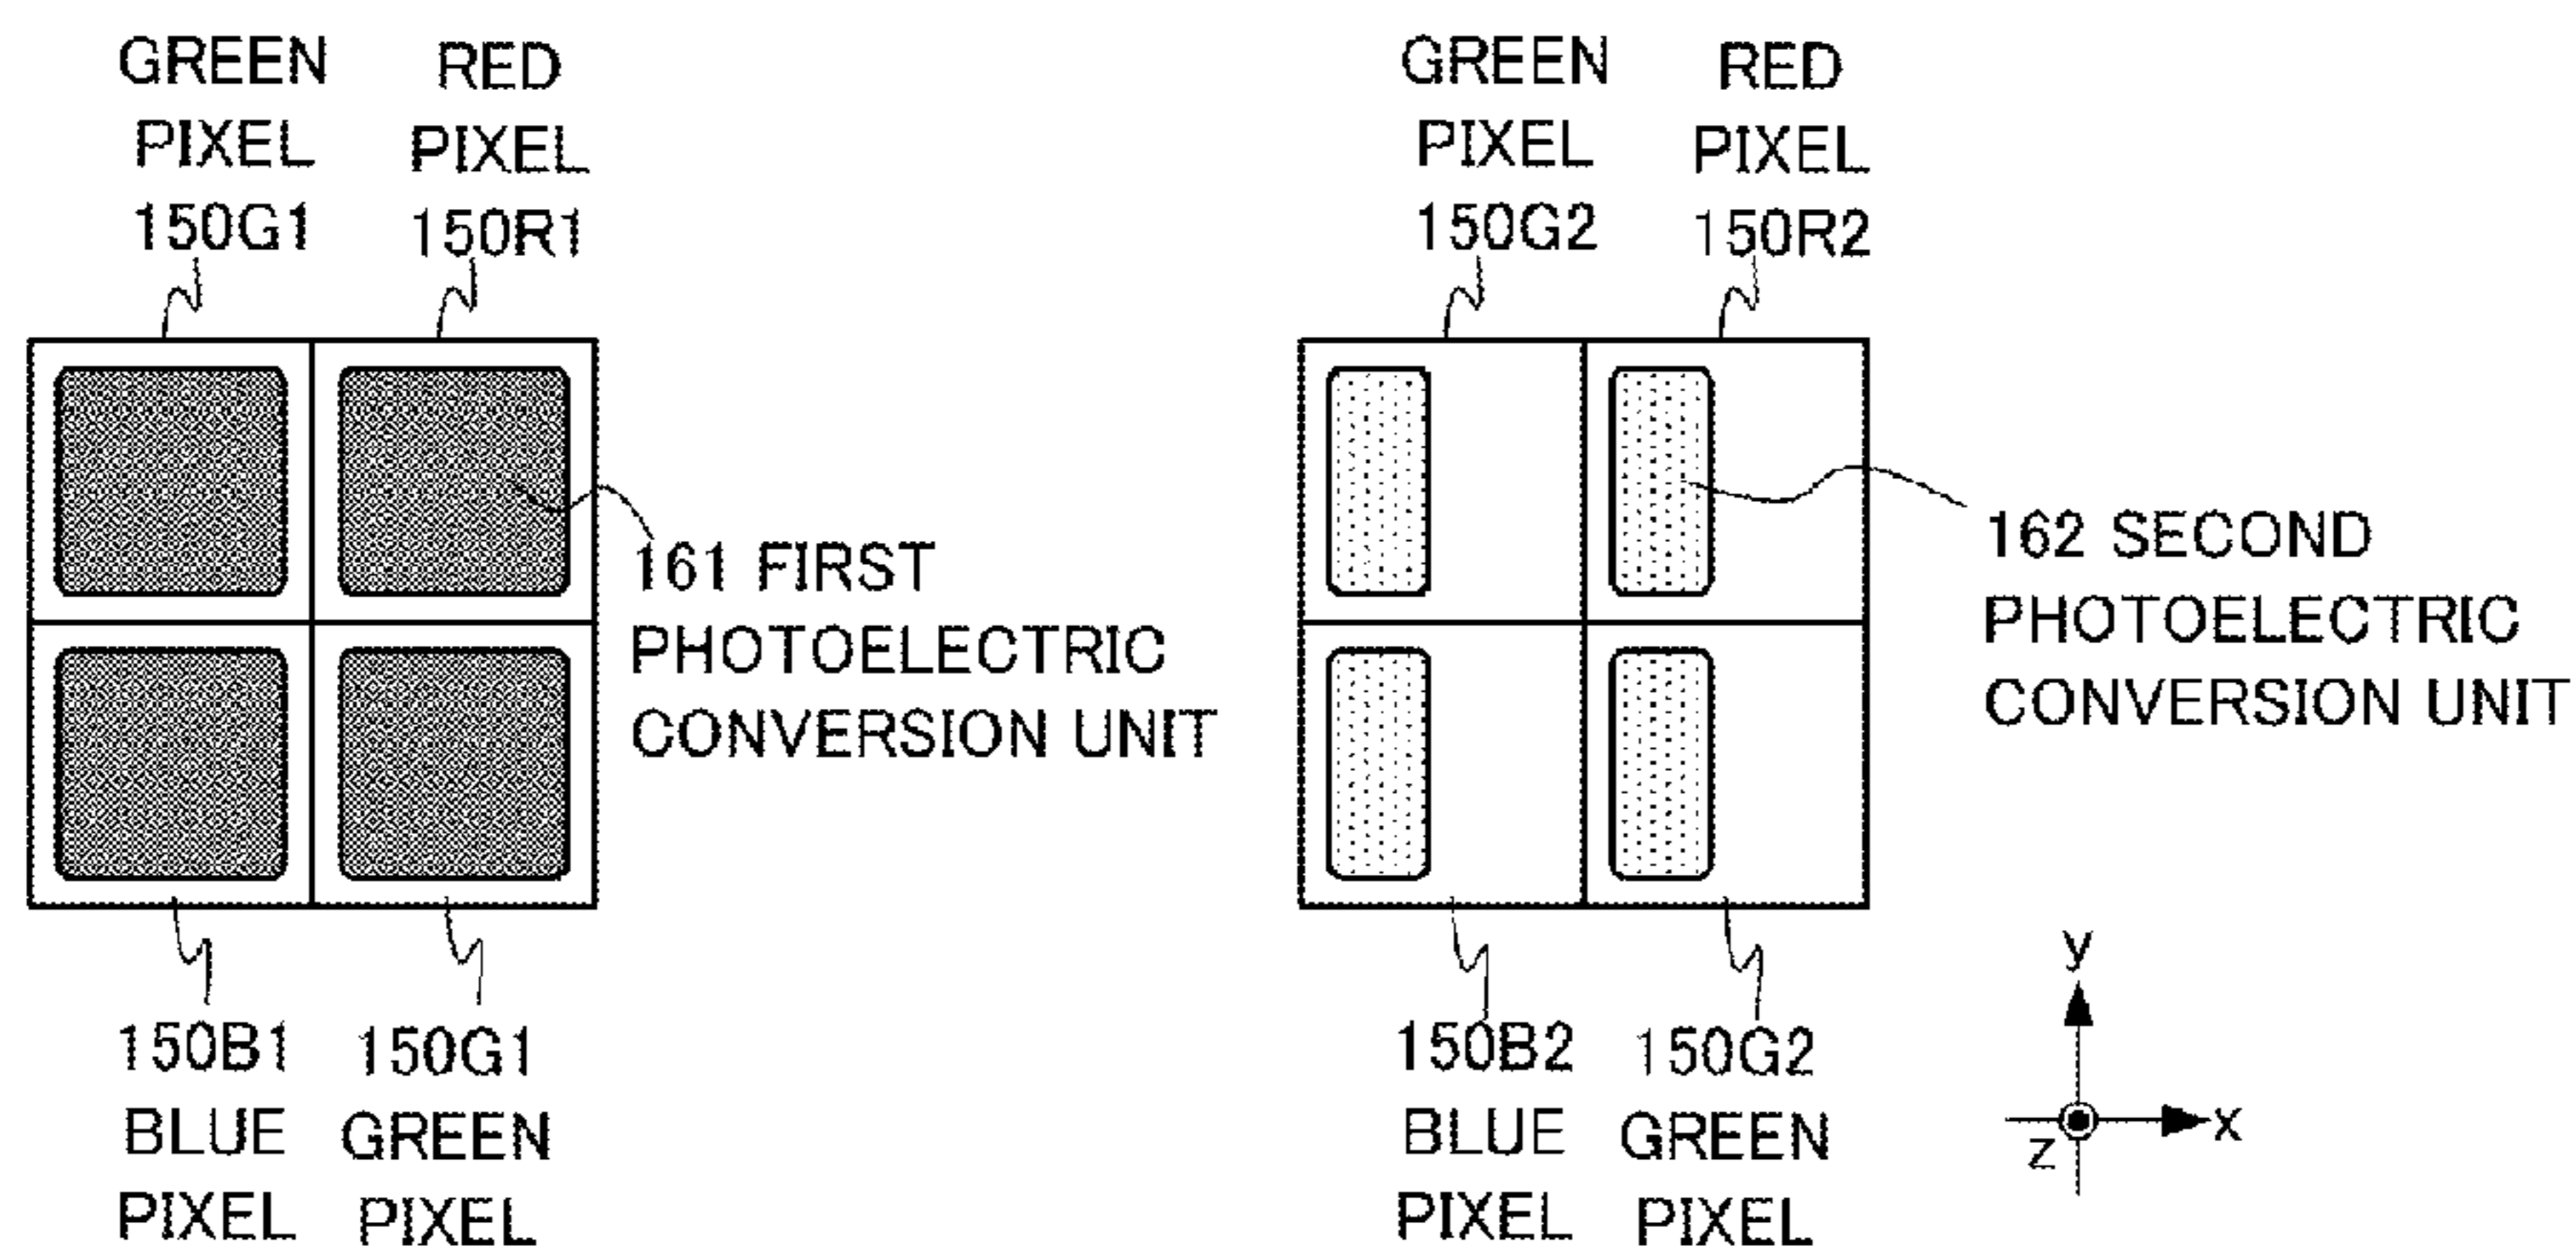 GREEN
PIXEL
150G1
RED
PIXEL
150R1
161 FIRST
PHOTOELECTRIC
CONVERSION UNIT
150B1
BLUE
PIXEL
150G1
GREEN
PIXEL
GREEN
PIXEL
150G2
RED
PIXEL
150R2
162 SECOND
PHOTOELECTRIC
CONVERSION UNIT
150B2
BLUE
PIXEL
150G2
GREEN
PIXEL
y
x
z